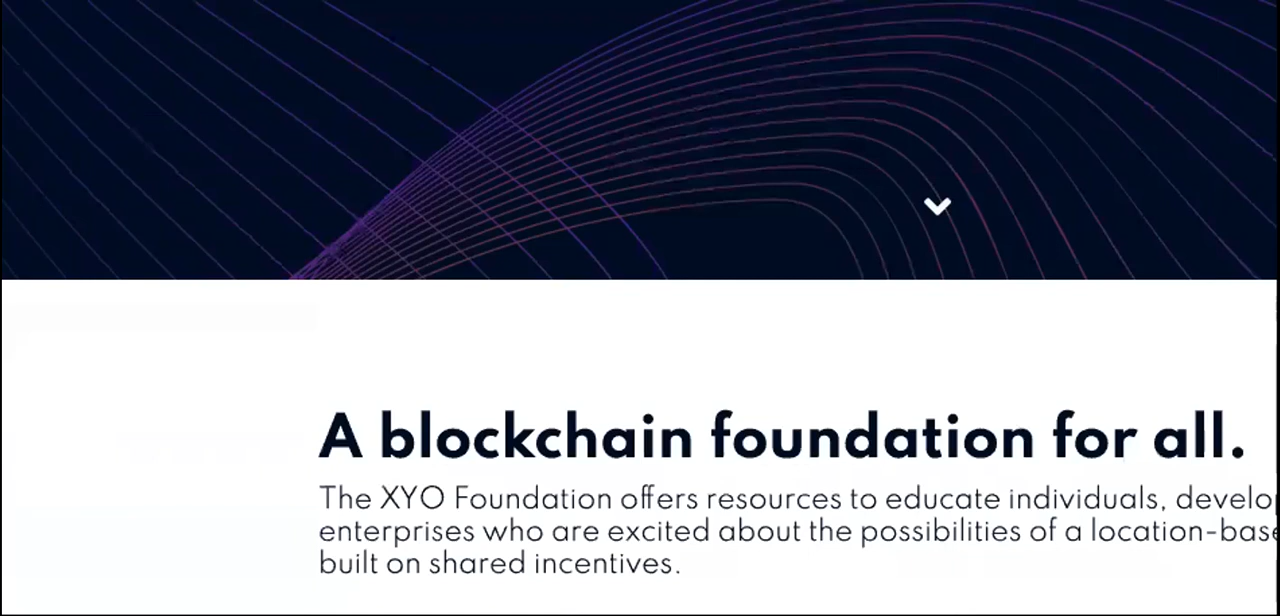 A blockchain foundation for all.
The XYO Foundation offers resources to educate individuals,
enterprises who are excited about the possibilities of a
built on shared incentives.